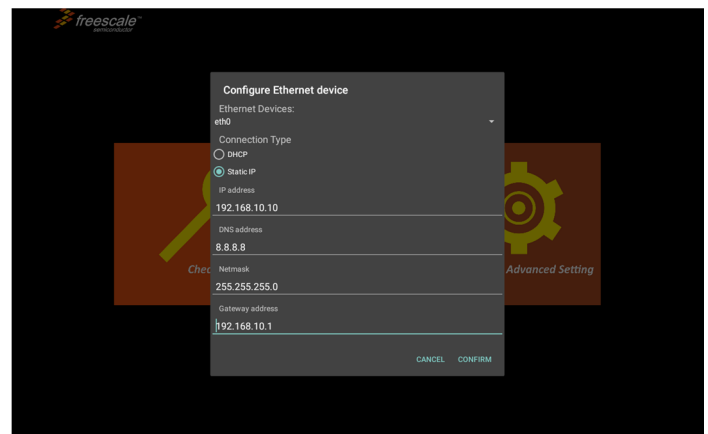 freescale™
semiconductor
Configure Ethernet device
Ethernet Devices:
eth0
Connection Type
DHCP
Static IP
IP address
192.168.10.10
DNS address
8.8.8.8
Netmask
255.255.255.0
Gateway address
192.168.10.1
CANCEL CONFIRM
Advanced Setting